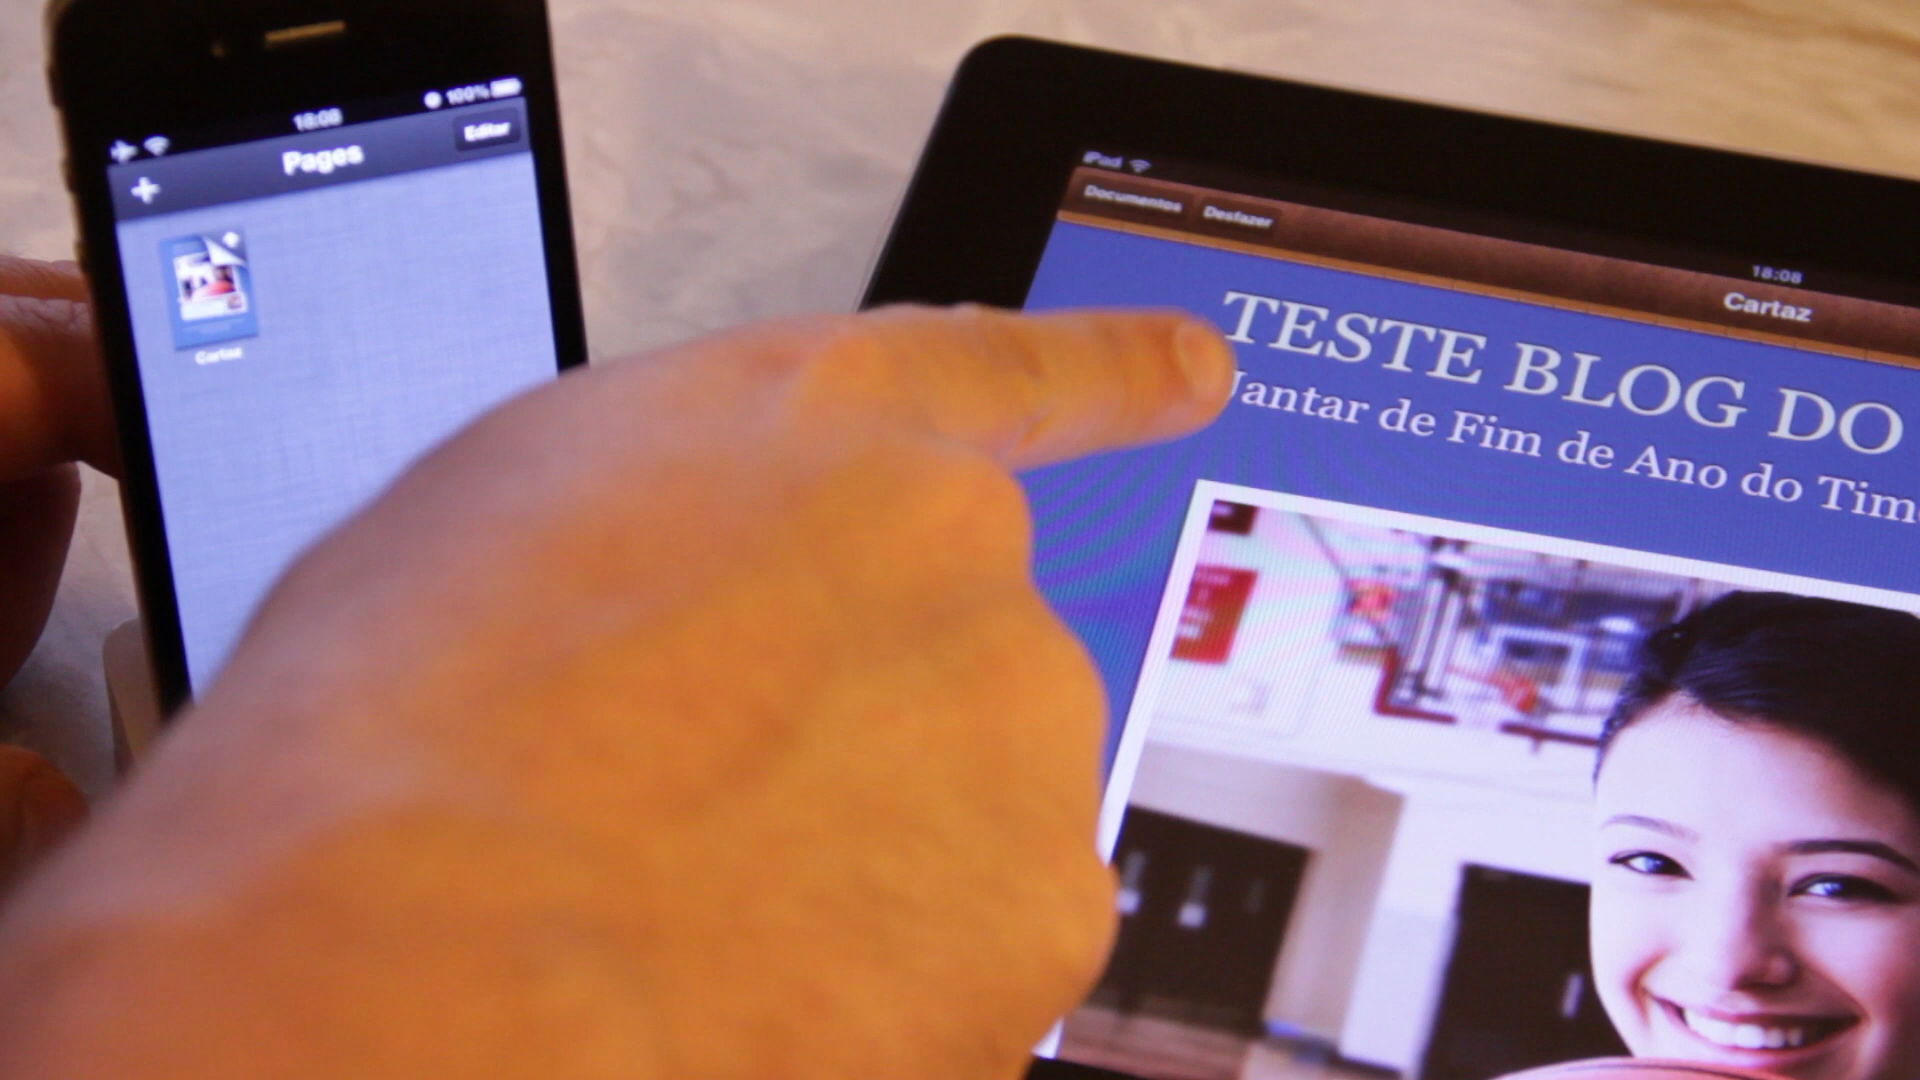 18:08
100%
Pages
Editar
Cartaz
iPad
Documentos
Desfazer
18:08
Cartaz
TESTE BLOG DO
Jantar de Fim de Ano do Tim